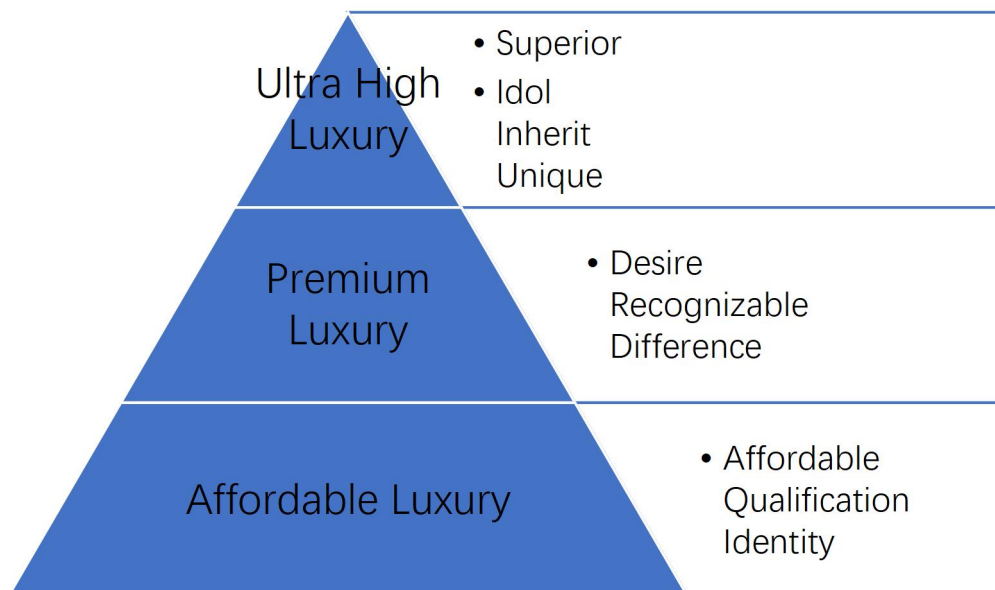 Ultra High
Luxury
• Superior
• Idol
Inherit
Unique
Premium
Luxury
• Desire
Recognizable
Difference
Affordable Luxury
• Affordable
Qualification
Identity